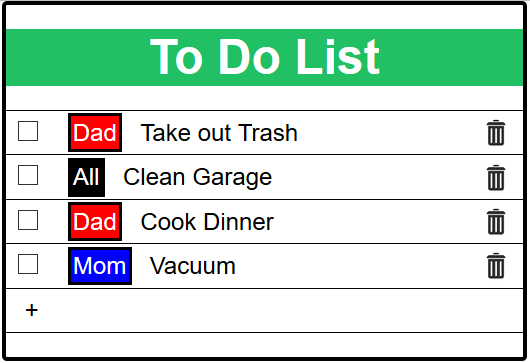 To Do List
Dad Take out Trash
All Clean Garage
Dad Cook Dinner
Mom Vacuum
+